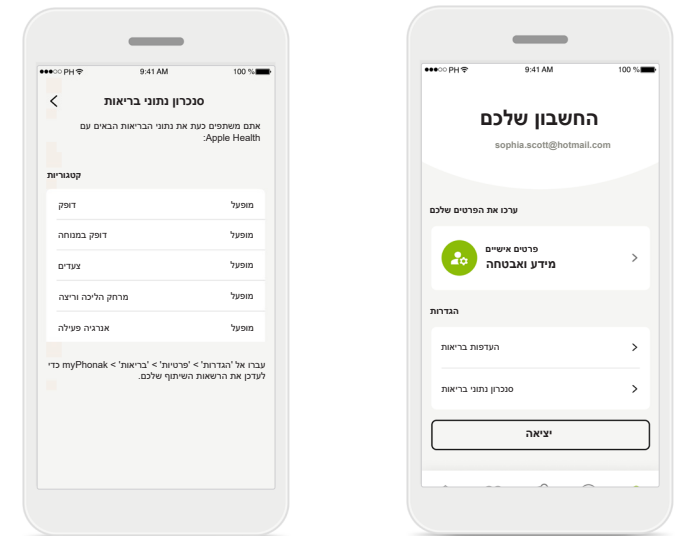 ●●●○○ PH 9:41 AM 100 %
סנכרון נתוני בריאות
אתם משתפים כעת את נתוני הבריאות הבאים עם
Apple Health:
קטגוריות
דופק מופעל
דופק במנוחה מופעל
צעדים מופעל
מרחק הליכה וריצה מופעל
אנרגיה פעילה מופעל
עברו אל 'הגדרות' > 'פרטיות' > 'בריאות' > myPhonak כדי
לעדכן את הרשאות השיתוף שלכם.
●●●○○ PH 9:41 AM 100 %
החשבון שלכם
sophia.scott@hotmail.com
ערכו את הפרטים שלכם
פרטים אישיים
מידע ואבטחה
הגדרות
העדפות בריאות
סנכרון נתוני בריאות
יציאה